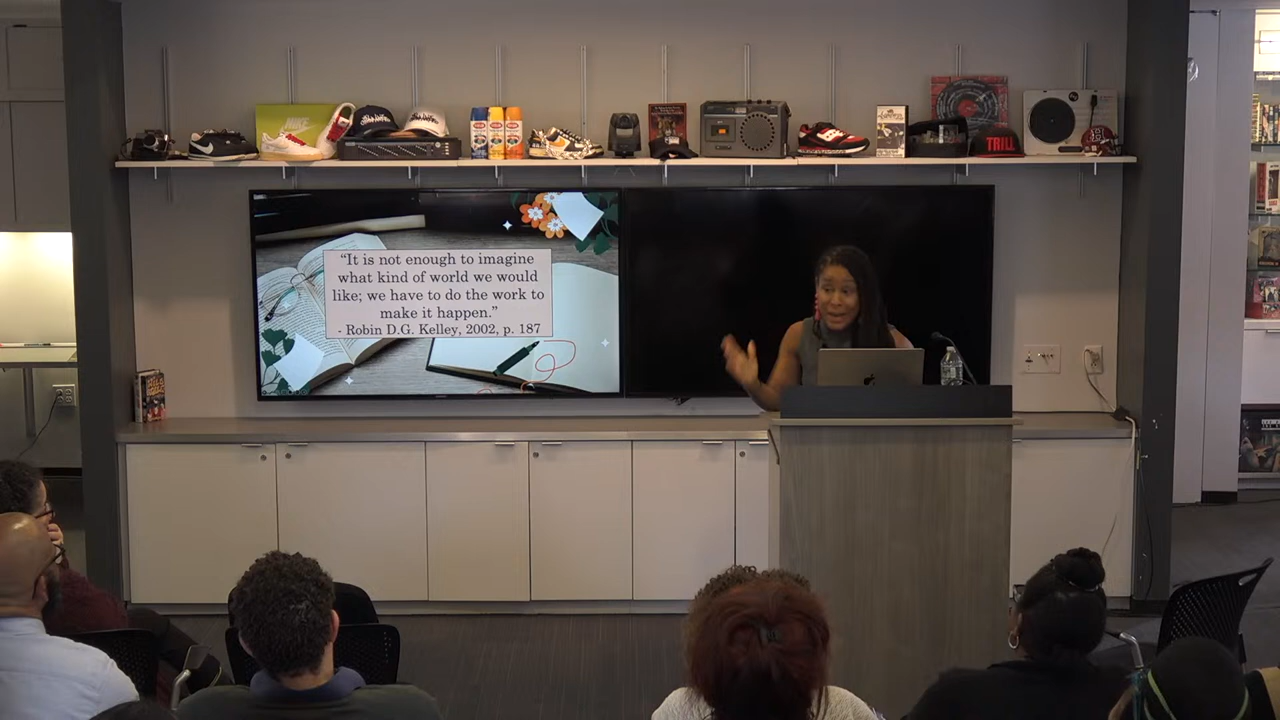 NIKE
TRILL
“It is not enough to imagine
what kind of world we would
like; we have to do the work to
make it happen.”
- Robin D.G. Kelley, 2002, p. 187